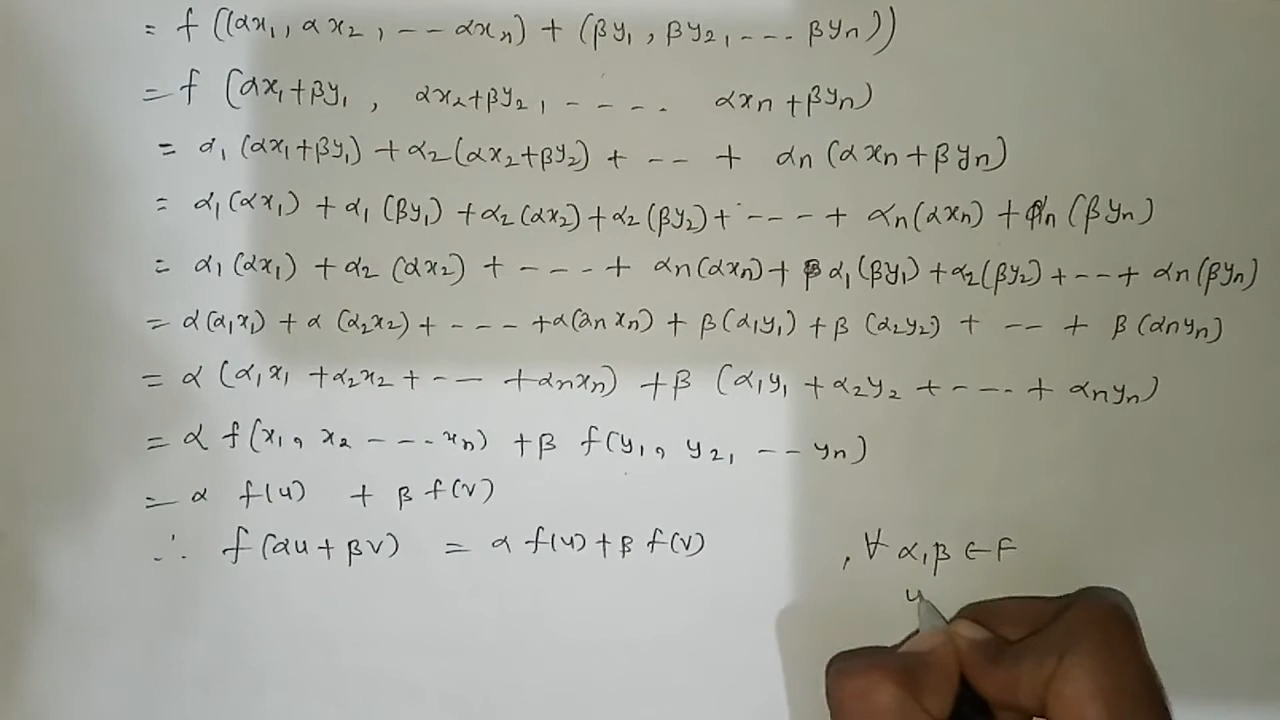 = f ((αx₁, αx₂, -- αxₙ) + (βy₁, βy₂, --- βyₙ))
= f (αx₁+βy₁, αx₂+βy₂, ---- αxₙ+βyₙ)
= α₁(αx₁+βy₁) + α₂(αx₂+βy₂) + -- + αₙ(αxₙ+βyₙ)
= α₁(αx₁) + α₁(βy₁) + α₂(αx₂) + α₂(βy₂) + ---- + αₙ(αxₙ) + αₙ(βyₙ)
= α₁(αx₁) + α₂(αx₂) + ---- + αₙ(αxₙ) + α₁(βy₁) + α₂(βy₂) + --- + αₙ(βyₙ)
= α(α₁x₁) + α(α₂x₂) + ---- + α(αₙxₙ) + β(α₁y₁) + β(α₂y₂) + -- + β(αₙyₙ)
= α (α₁x₁ + α₂x₂ + -- + αₙxₙ) + β (α₁y₁ + α₂y₂ + ---- + αₙyₙ)
= α f(x₁, x₂ ---- xₙ) + β f(y₁, y₂, -- yₙ)
= α f(u) + β f(v)
∴ f(αu + βv) = α f(u) + β f(v) , ∀ α, β ∈ F
u